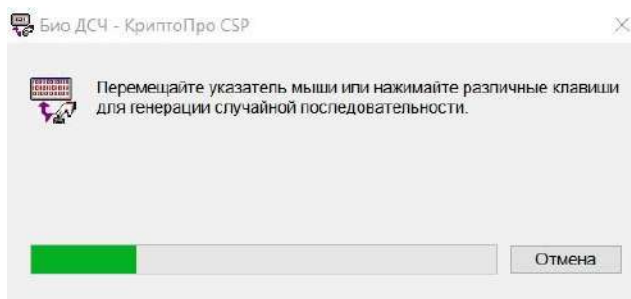 Био ДСЧ - КриптоПро CSP
Перемещайте указатель мыши или нажимайте различные клавиши
для генерации случайной последовательности.
Отмена